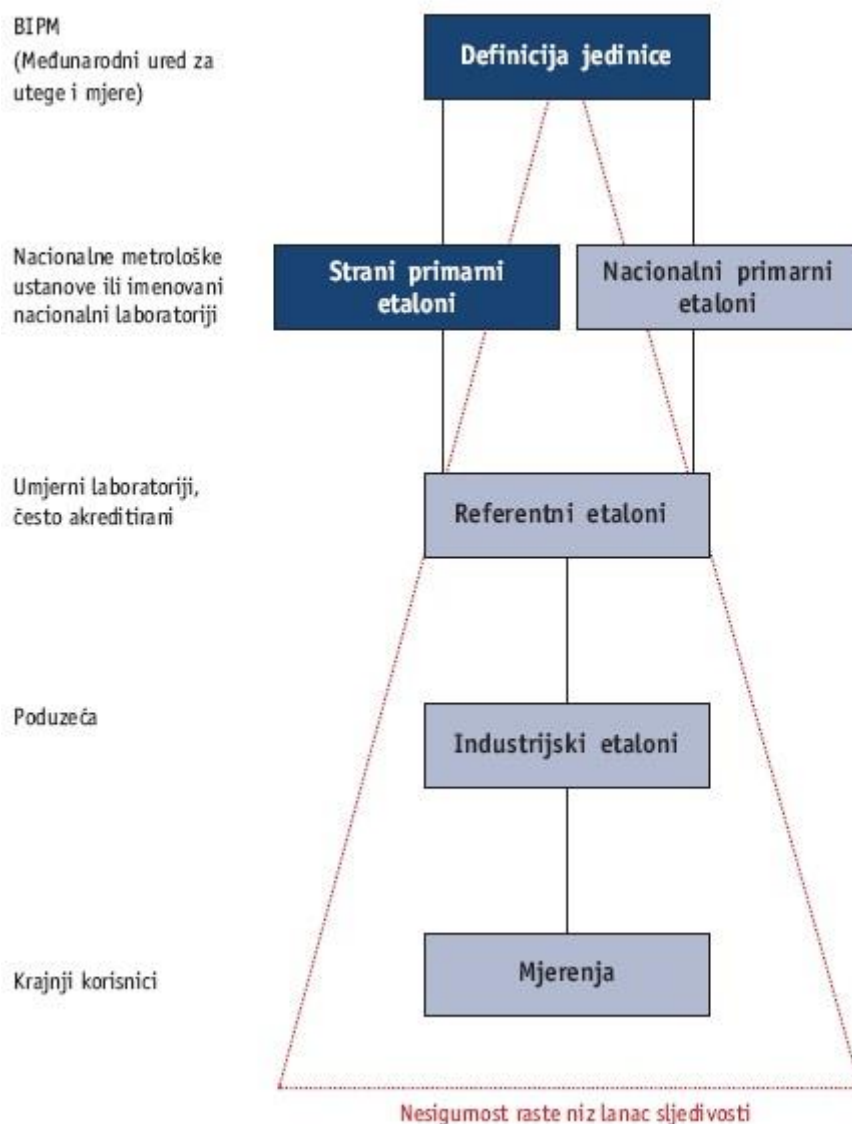 BIPM
(Međunarodni ured za
utege i mjere)
Definicija jedinice
Nacionalne metrološke
ustanove ili imenovani
nacionalni laboratoriji
Strani primarni
etaloni
Nacionalni primarni
etaloni
Umjerni laboratoriji,
često akreditirani
Referentni etaloni
Poduzeća
Industrijski etaloni
Krajnji korisnici
Mjerenja
Nesigurnost raste niz lanac sljedivosti